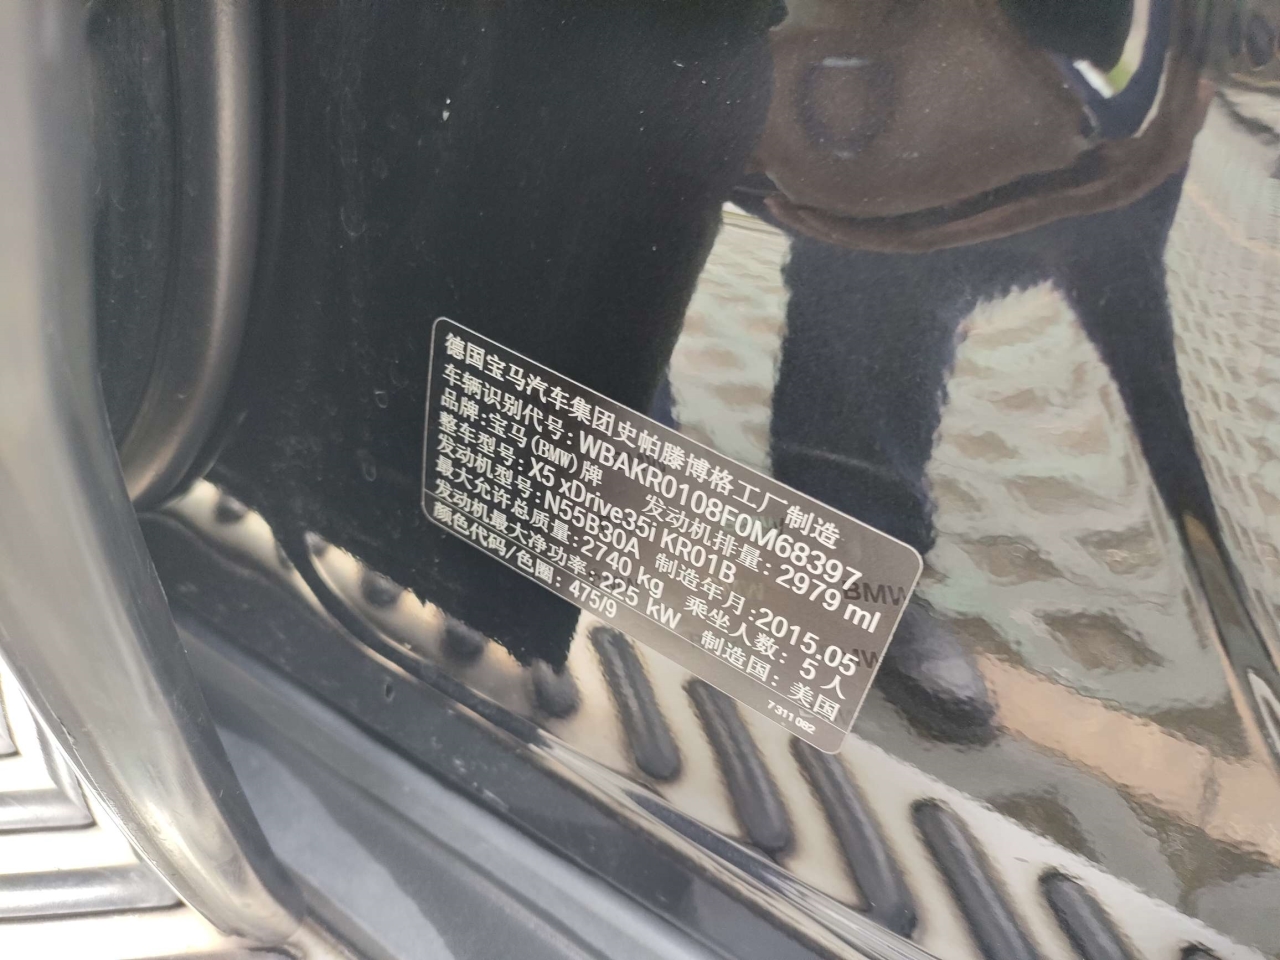 德国宝马汽车集团史帕滕博格工厂制造
车辆识别代号: WBAKR0108F0M68397
品牌: 宝马(BMW)牌 发动机排量: 2979 ml
整车型号: X5 xDrive35i KR01B
发动机型号: N55B30A 制造年月: 2015.05
最大允许总质量: 2740 kg 乘坐人数: 5 人
发动机最大净功率: 225 kW 制造国: 美国
颜色代码/色圈: 475/9
7 311 082
BMW